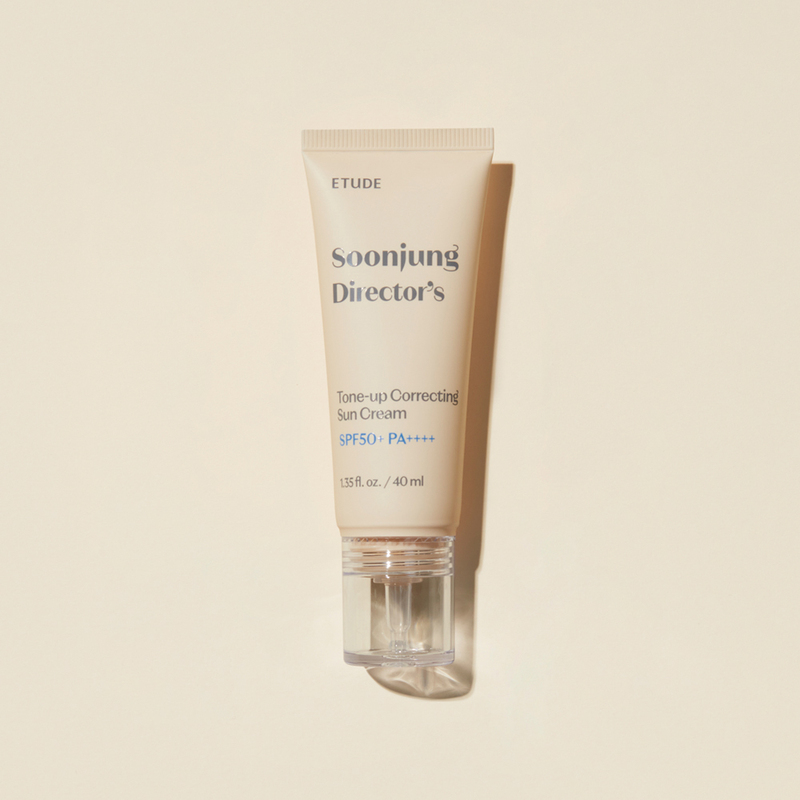 ETUDE
Soonjung
Director's
Tone-up Correcting
Sun Cream
SPF50+ PA++++
1.35 fl. oz. / 40 ml